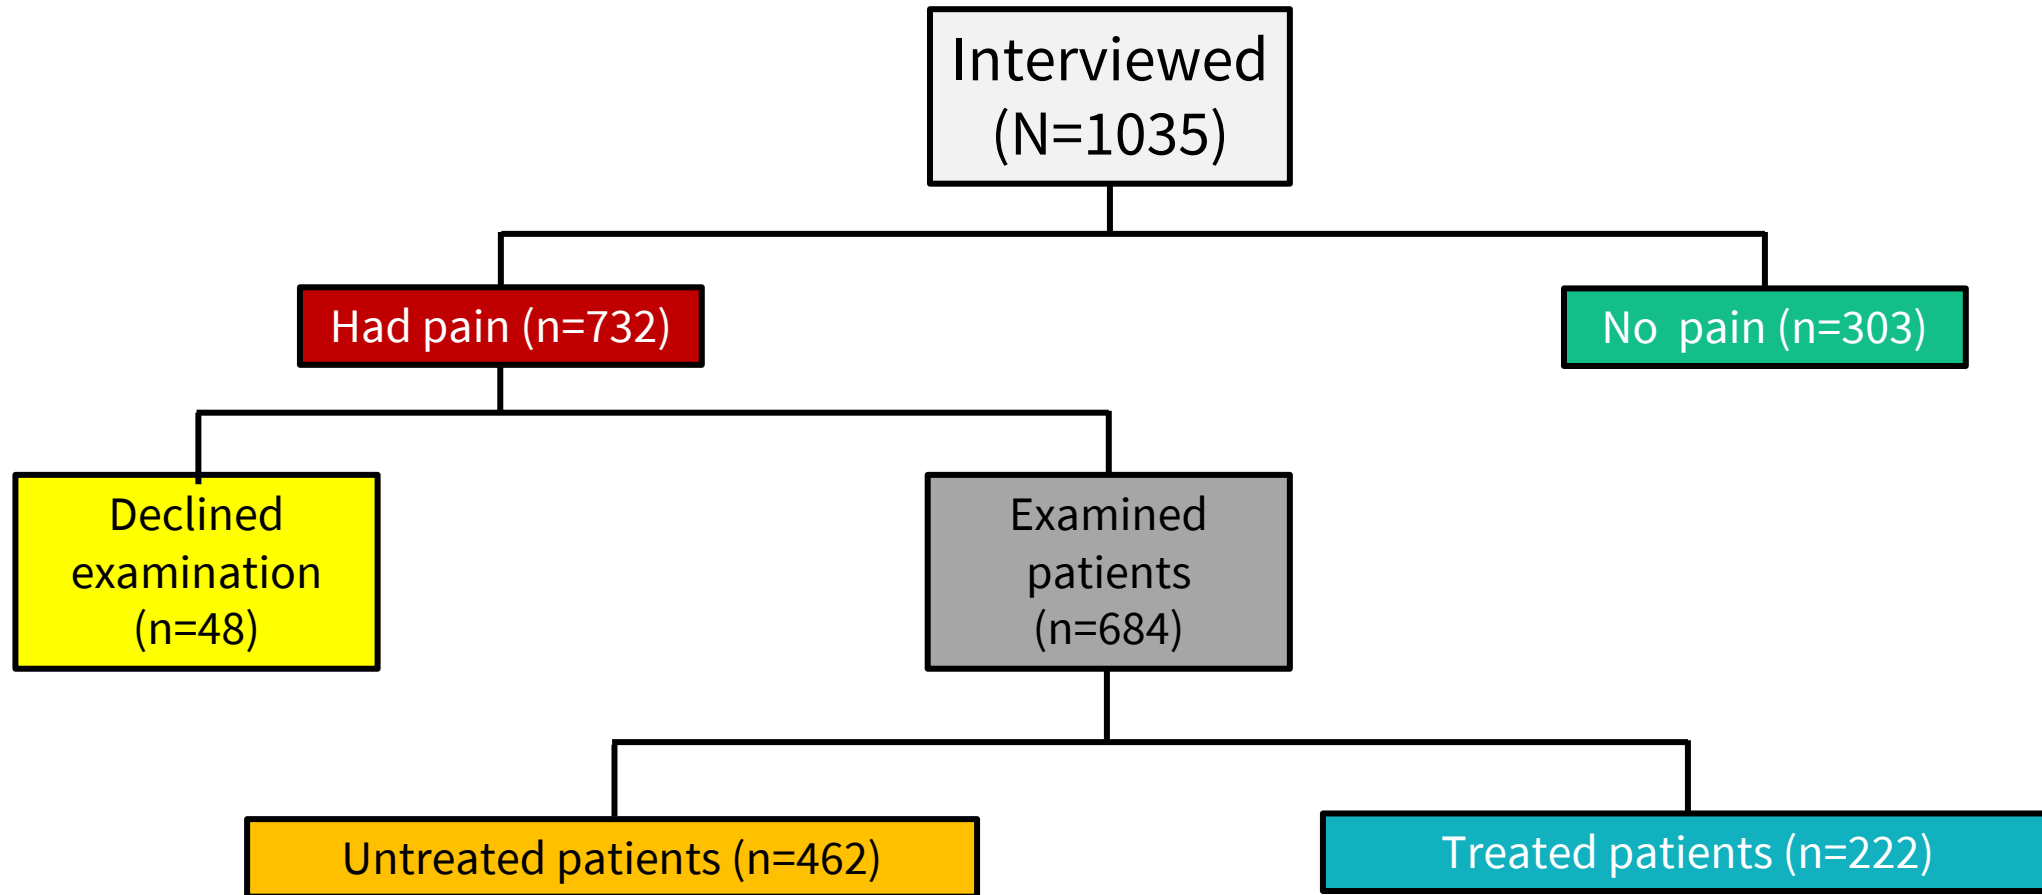 Interviewed
(N=1035)
Had pain (n=732)
No  pain (n=303)
Declined
examination
(n=48)
Examined
patients
(n=684)
Untreated patients (n=462)
Treated patients (n=222)